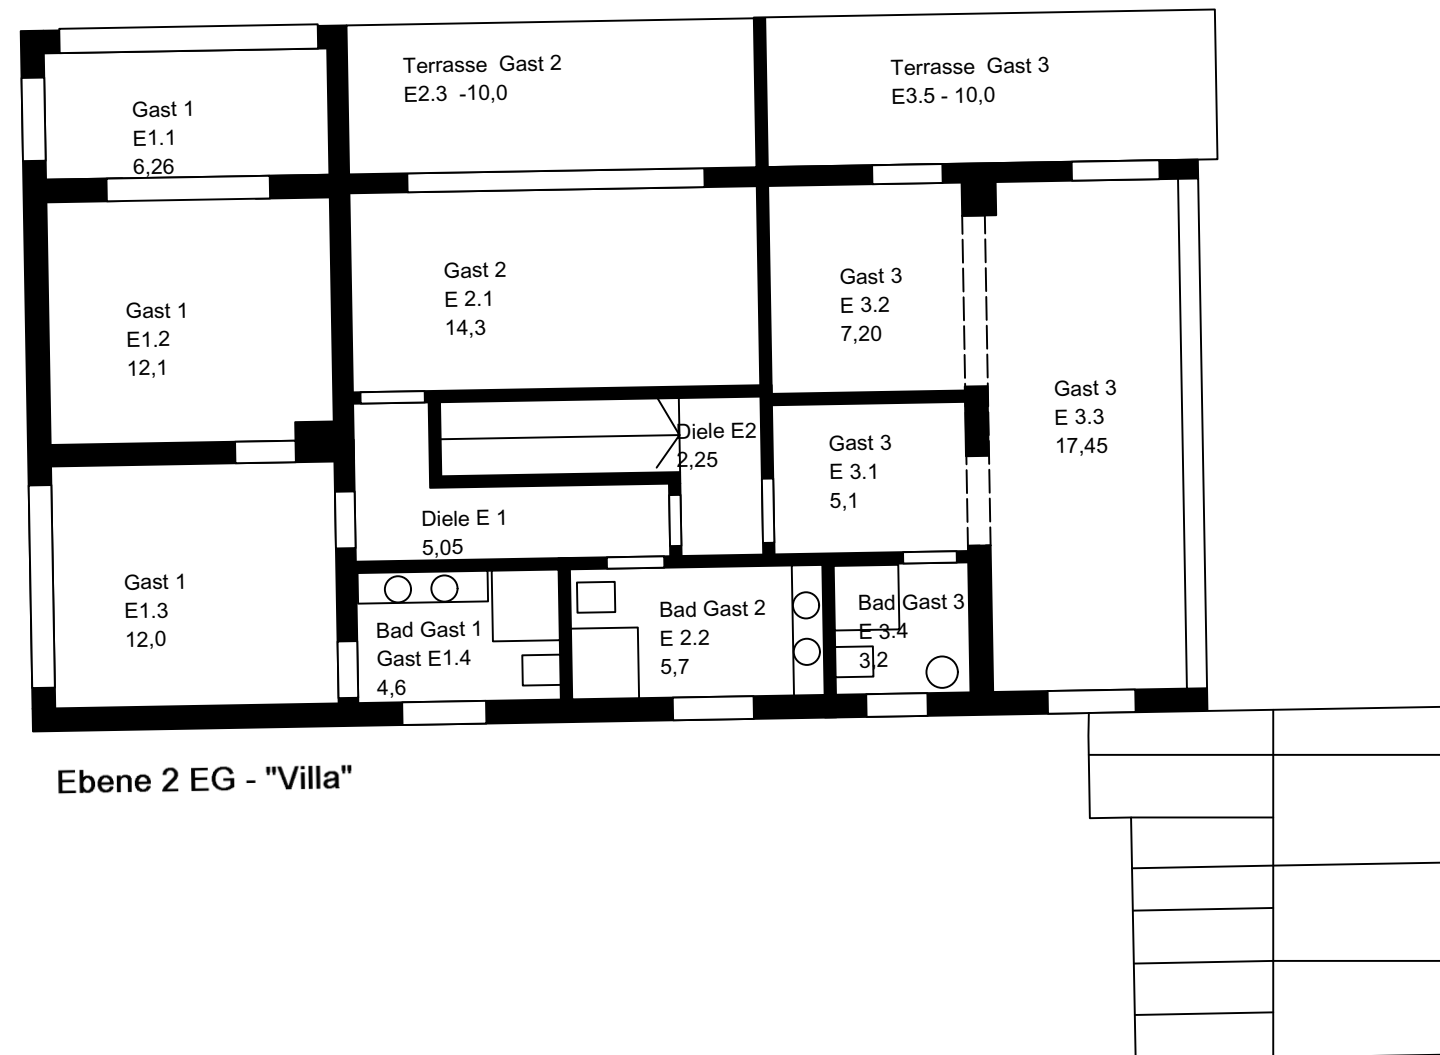 Gast 1
E1.1
6,26
Terrasse Gast 2
E2.3 -10,0
Terrasse Gast 3
E3.5 - 10,0
Gast 1
E1.2
12,1
Gast 2
E 2.1
14,3
Gast 3
E 3.2
7,20
Gast 3
E 3.3
17,45
Diele E2
2,25
Gast 3
E 3.1
5,1
Diele E 1
5,05
Gast 1
E1.3
12,0
Bad Gast 1
Gast E1.4
4,6
Bad Gast 2
E 2.2
5,7
Bad Gast 3
E 3.4
3,2
Ebene 2 EG - "Villa"